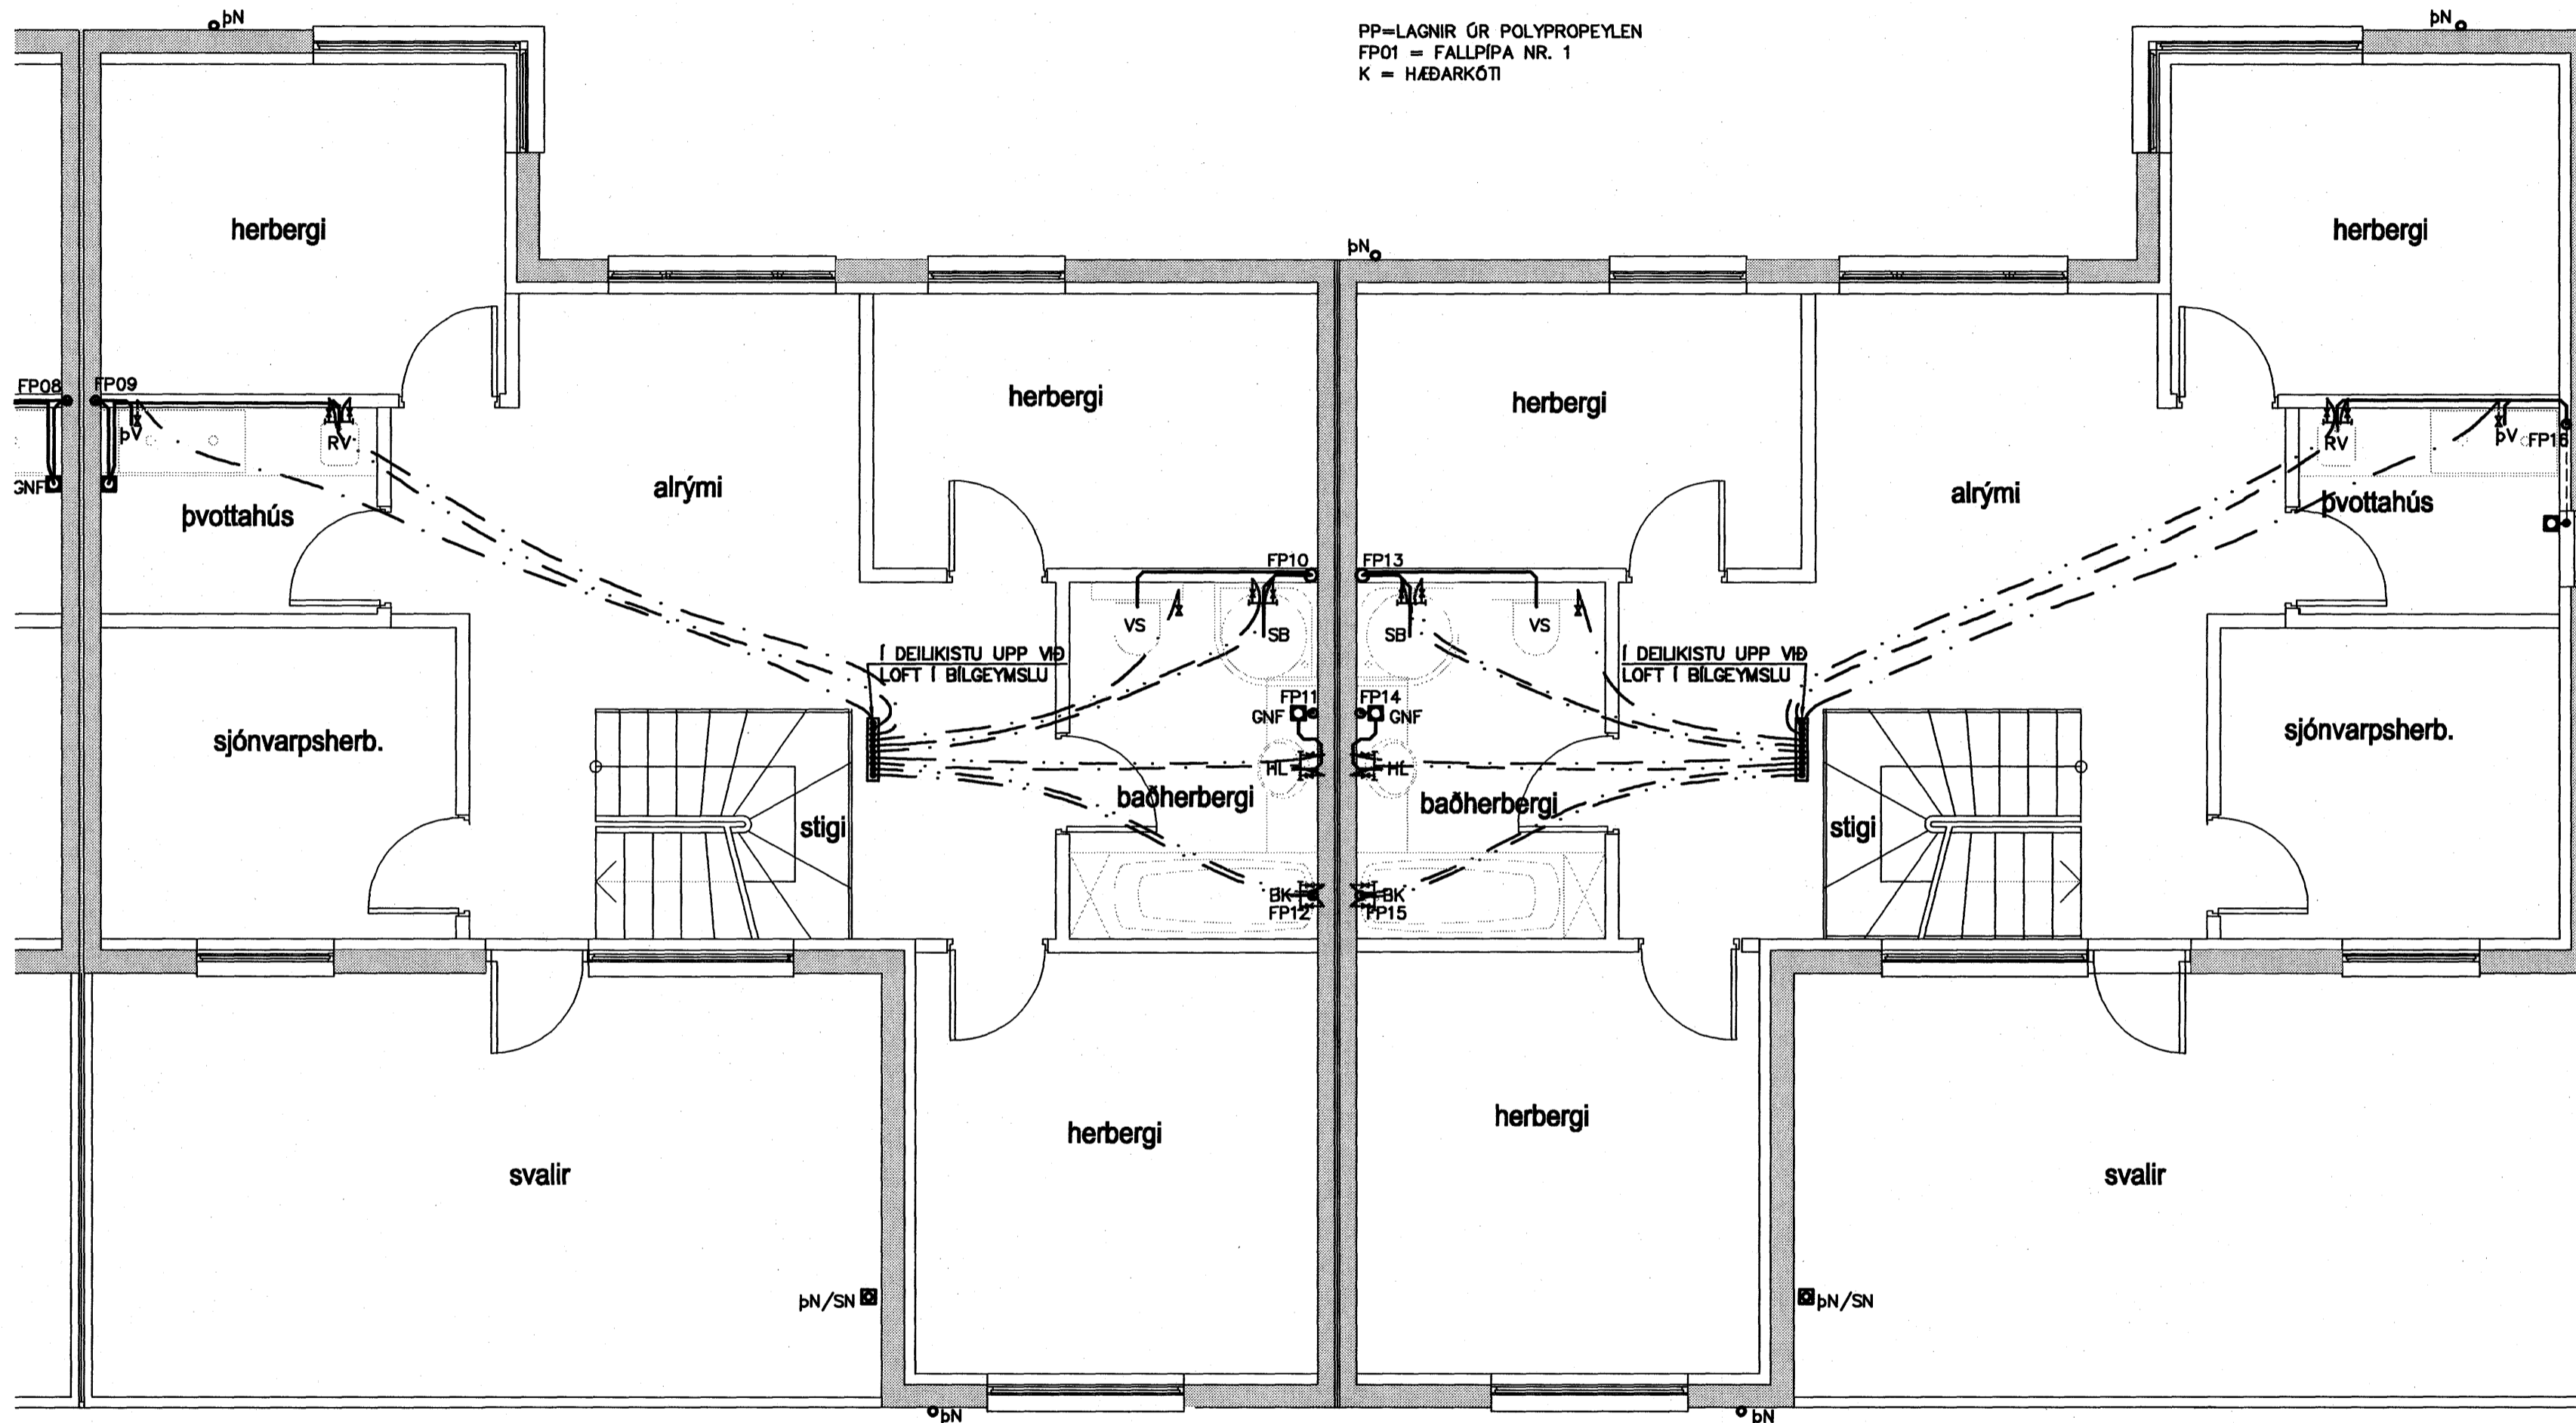 þN
PP=LAGNIR ÚR POLYPROPEYLEN
FP01 = FALLPÍPA NR. 1
K = HÆÐARKÓTI
þN
herbergi
herbergi
þN
FP08
FP09
herbergi
herbergi
þV
RV
RV
þV
FP16
GNF
alrými
alrými
þvottahús
þvottahús
FP10
FP13
VS
SB
SB
VS
Í DEILIKISTU UPP VIÐ
LOFT Í BÍLGEYMSLU
Í DEILIKISTU UPP VIÐ
LOFT Í BÍLGEYMSLU
FP11
FP14
GNF
GNF
sjónvarpsherb.
sjónvarpsherb.
HL
HL
baðherbergi
baðherbergi
stigi
stigi
BK
BK
FP12
FP15
herbergi
herbergi
svalir
svalir
þN/SN
þN/SN
þN
þN